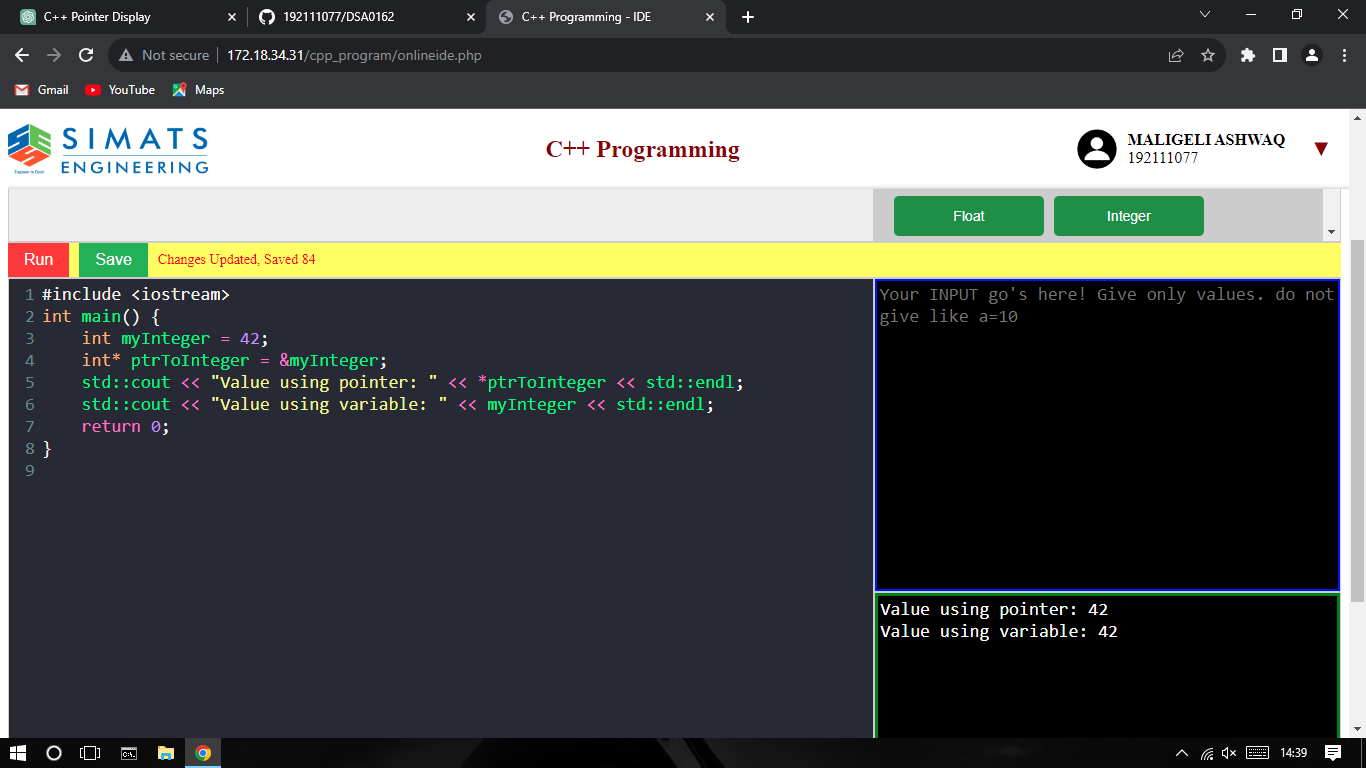 C++ Pointer Display
192111077/DSA0162
C++ Programming - IDE
Not secure
172.18.34.31/cpp_program/onlineide.php
Gmail
YouTube
Maps
SIMATS
ENGINEERING
Engineer to Excel
C++ Programming
MALIGELI ASHWAQ
192111077
Float
Integer
Run
Save
Changes Updated, Saved 84
1 #include <iostream>
2 int main() {
3     int myInteger = 42;
4     int* ptrToInteger = &myInteger;
5     std::cout << "Value using pointer: " << *ptrToInteger << std::endl;
6     std::cout << "Value using variable: " << myInteger << std::endl;
7     return 0;
8 }
9
Your INPUT go's here! Give only values. do not
give like a=10
Value using pointer: 42
Value using variable: 42
14:39